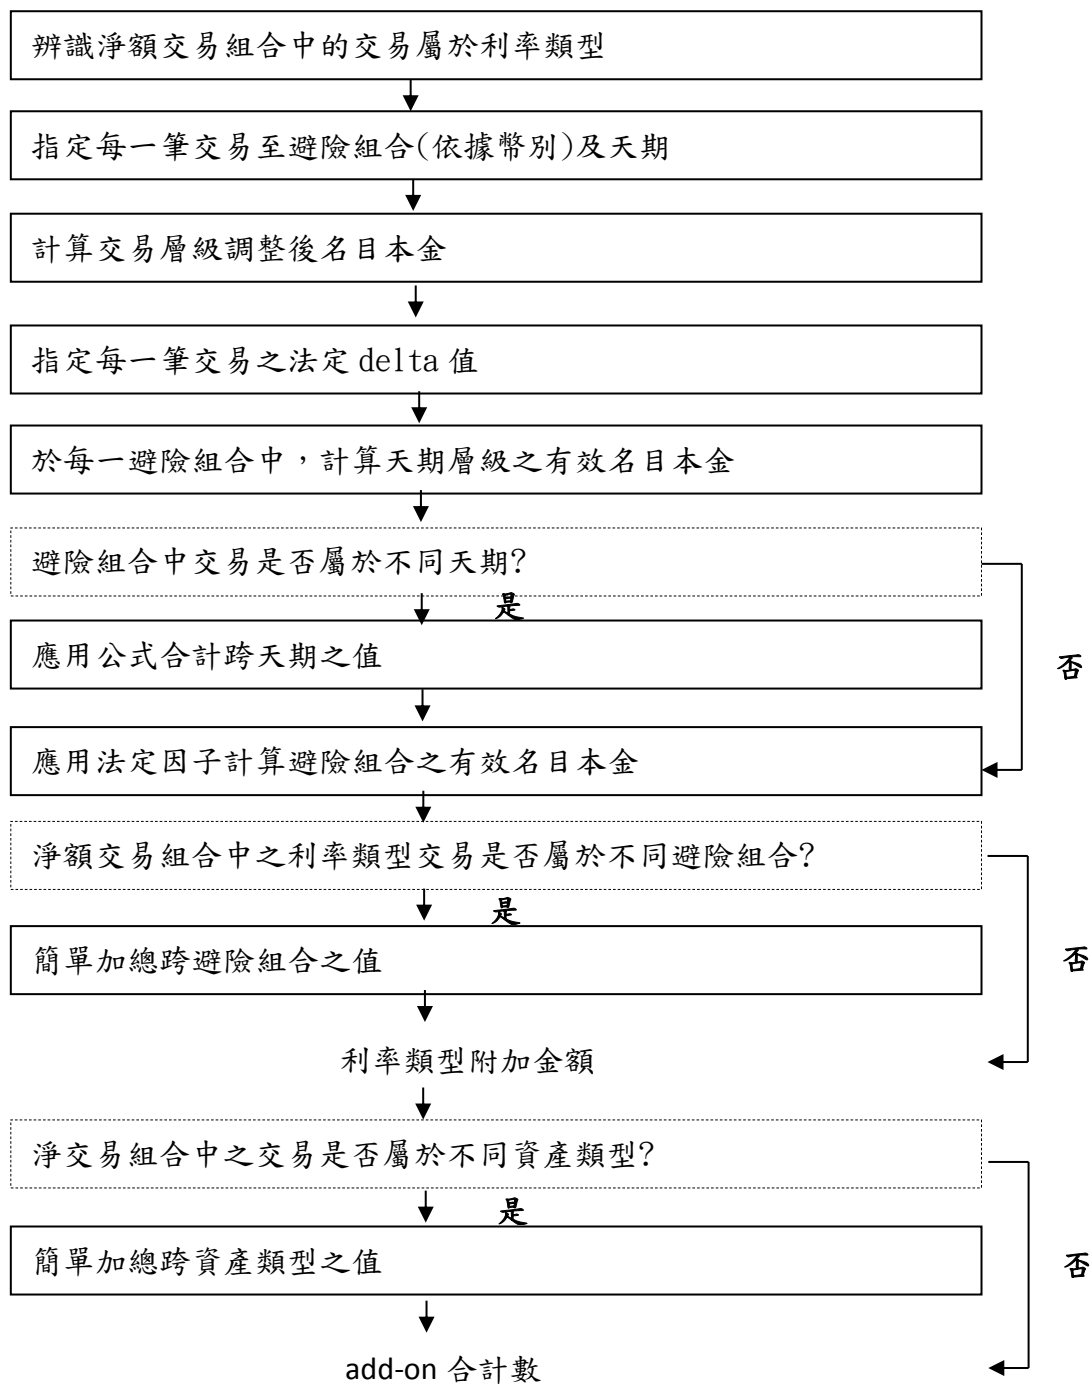 辨識淨額交易組合中的交易屬於利率類型
指定每一筆交易至避險組合(依據幣別)及天期
計算交易層級調整後名目本金
指定每一筆交易之法定 delta 值
於每一避險組合中，計算天期層級之有效名目本金
避險組合中交易是否屬於不同天期?
是
應用公式合計跨天期之值
否
應用法定因子計算避險組合之有效名目本金
淨額交易組合中之利率類型交易是否屬於不同避險組合?
是
簡單加總跨避險組合之值
否
利率類型附加金額
淨交易組合中之交易是否屬於不同資產類型?
是
簡單加總跨資產類型之值
否
add-on 合計數